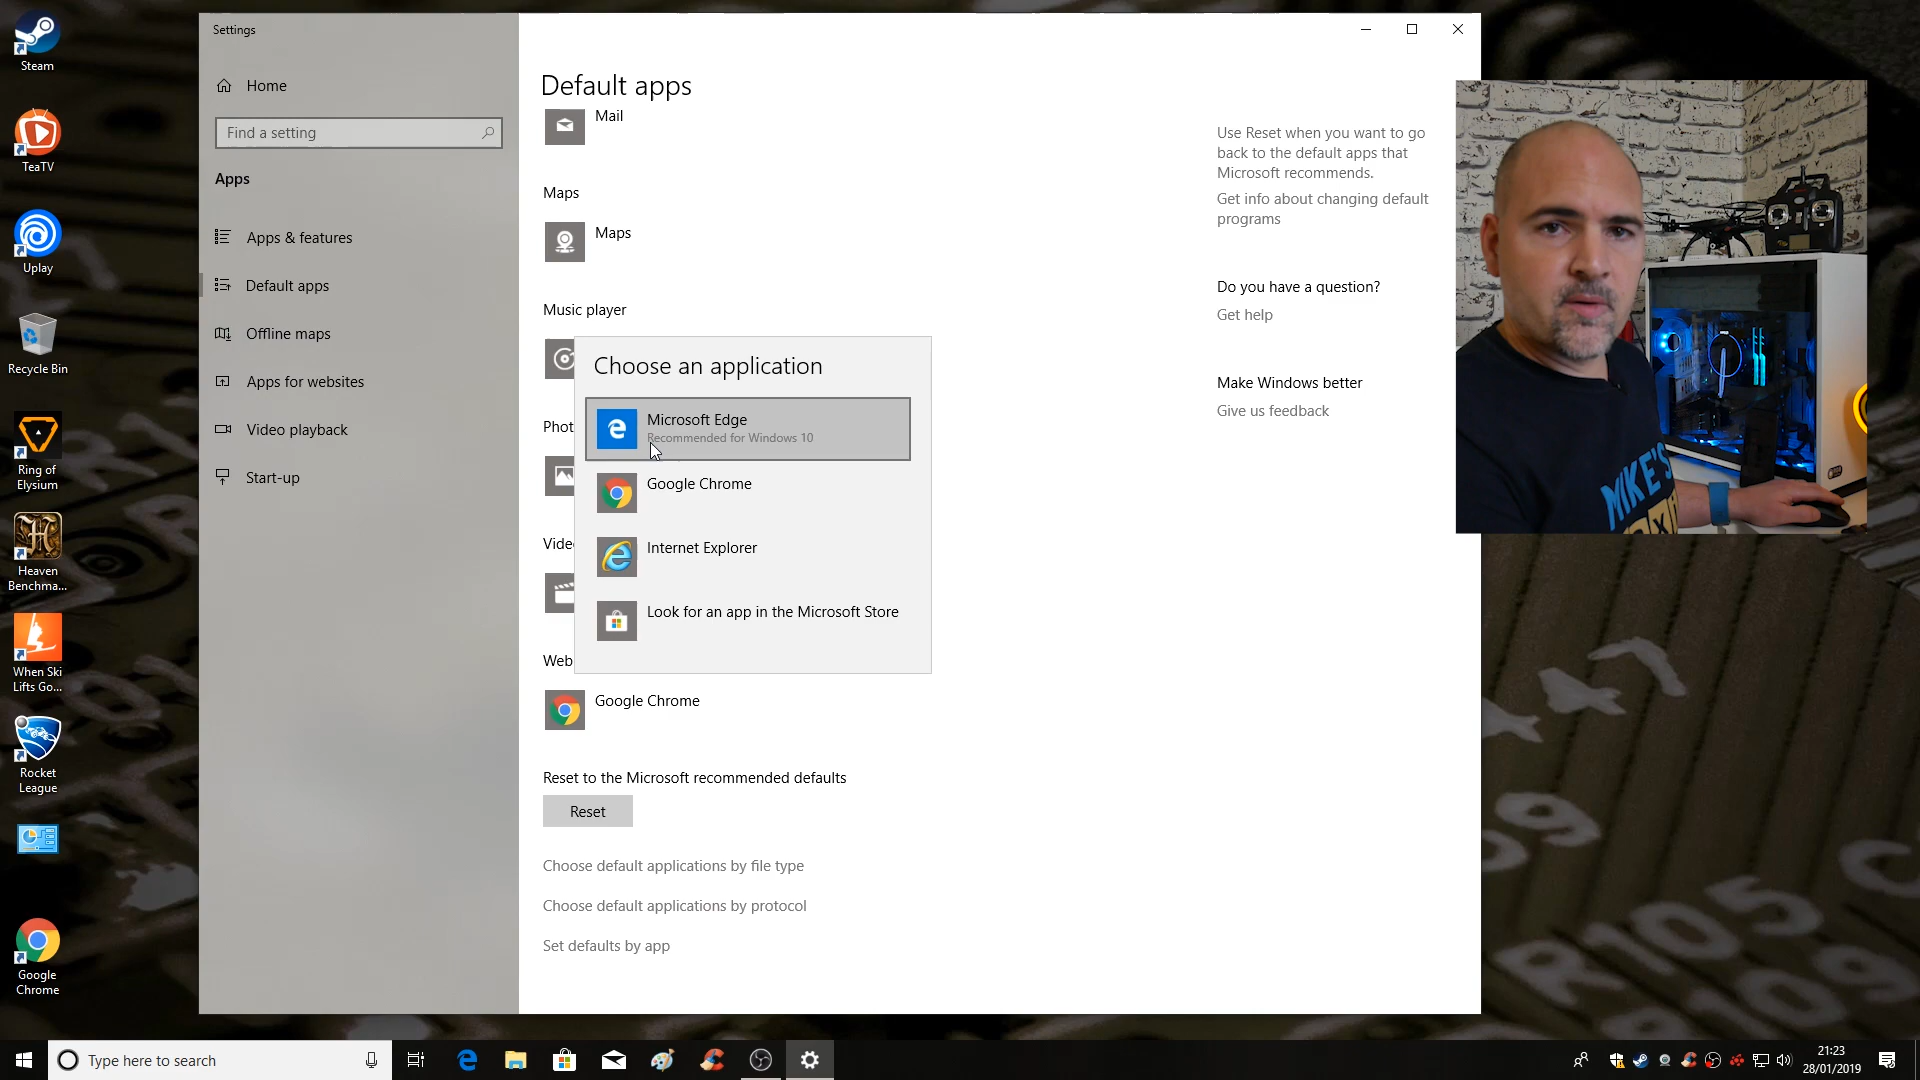 Steam
TeaTV
Uplay
Recycle Bin
Ring of
Elysium
Heaven
Benchma...
When Ski
Lifts Go...
Rocket
League
Google
Chrome
Settings
Home
Find a setting
Apps
Apps & features
Default apps
Offline maps
Apps for websites
Video playback
Start-up
Default apps
Mail
Maps
Maps
Music player
Choose an application
Microsoft Edge
Recommended for Windows 10
Google Chrome
Internet Explorer
Look for an app in the Microsoft Store
Phot
Vide
Web
Google Chrome
Reset to the Microsoft recommended defaults
Reset
Choose default applications by file type
Choose default applications by protocol
Set defaults by app
Use Reset when you want to go
back to the default apps that
Microsoft recommends.
Get info about changing default
programs
Do you have a question?
Get help
Make Windows better
Give us feedback
MIKE'S
Type here to search
21:23
28/01/2019